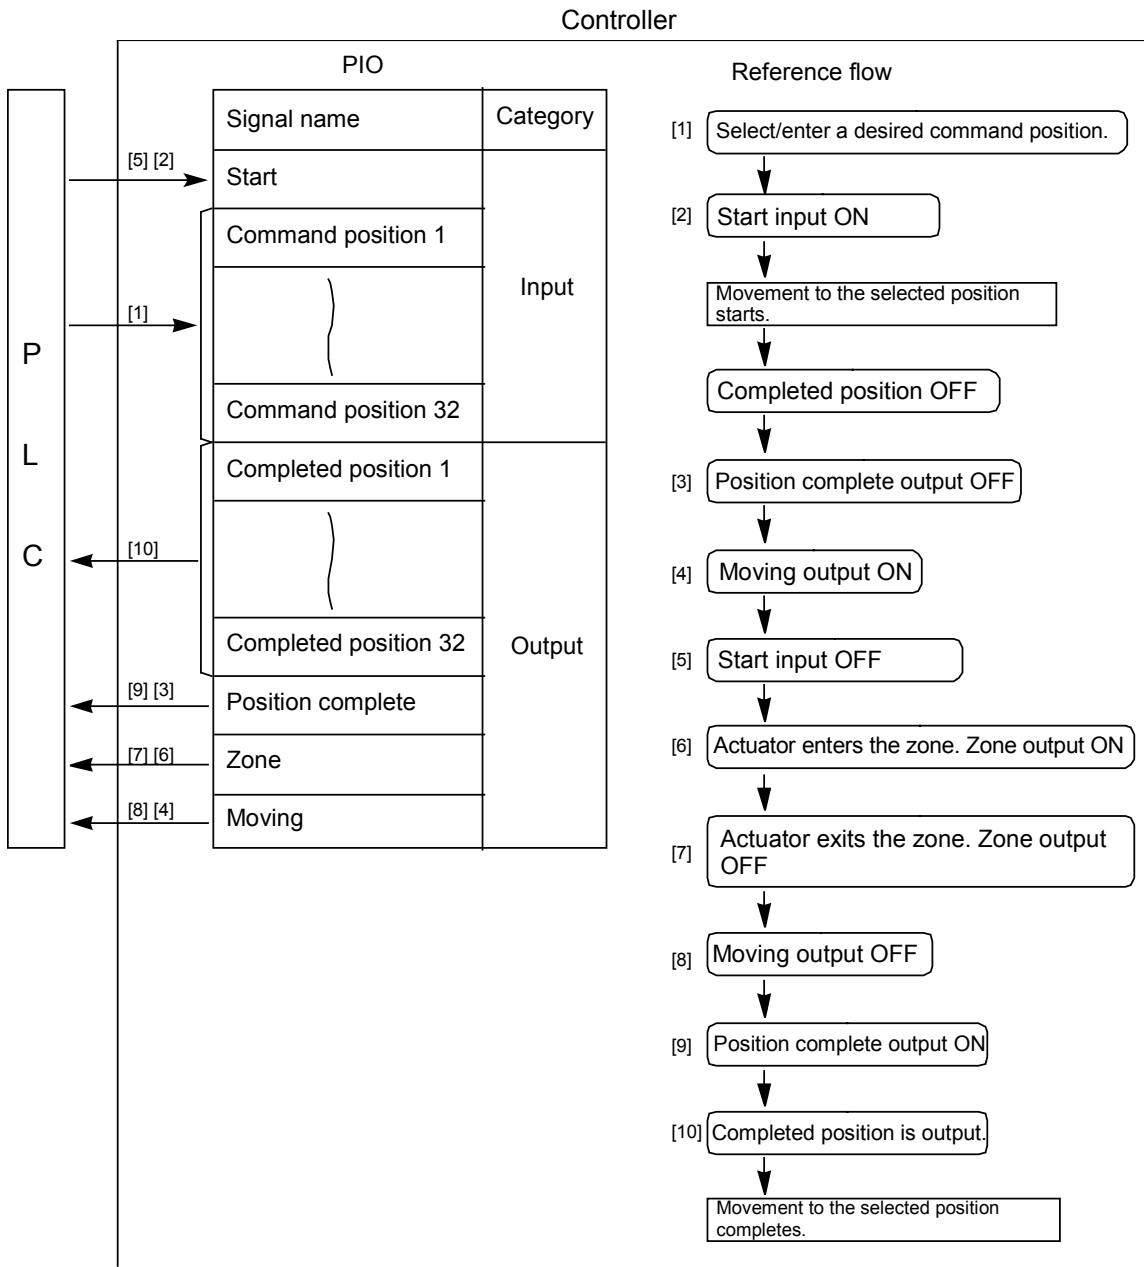 Controller
PIO
Reference flow
P
L
C
Signal name
Category
[5] [2]
Start
Command position 1
[1]
Input
Command position 32
Completed position 1
[10]
Completed position 32
Output
[9] [3]
Position complete
[7] [6]
Zone
[8] [4]
Moving
[1] Select/enter a desired command position.
[2] Start input ON
Movement to the selected position
starts.
Completed position OFF
[3] Position complete output OFF
[4] Moving output ON
[5] Start input OFF
[6] Actuator enters the zone. Zone output ON
[7] Actuator exits the zone. Zone output
OFF
[8] Moving output OFF
[9] Position complete output ON
[10] Completed position is output.
Movement to the selected position
completes.